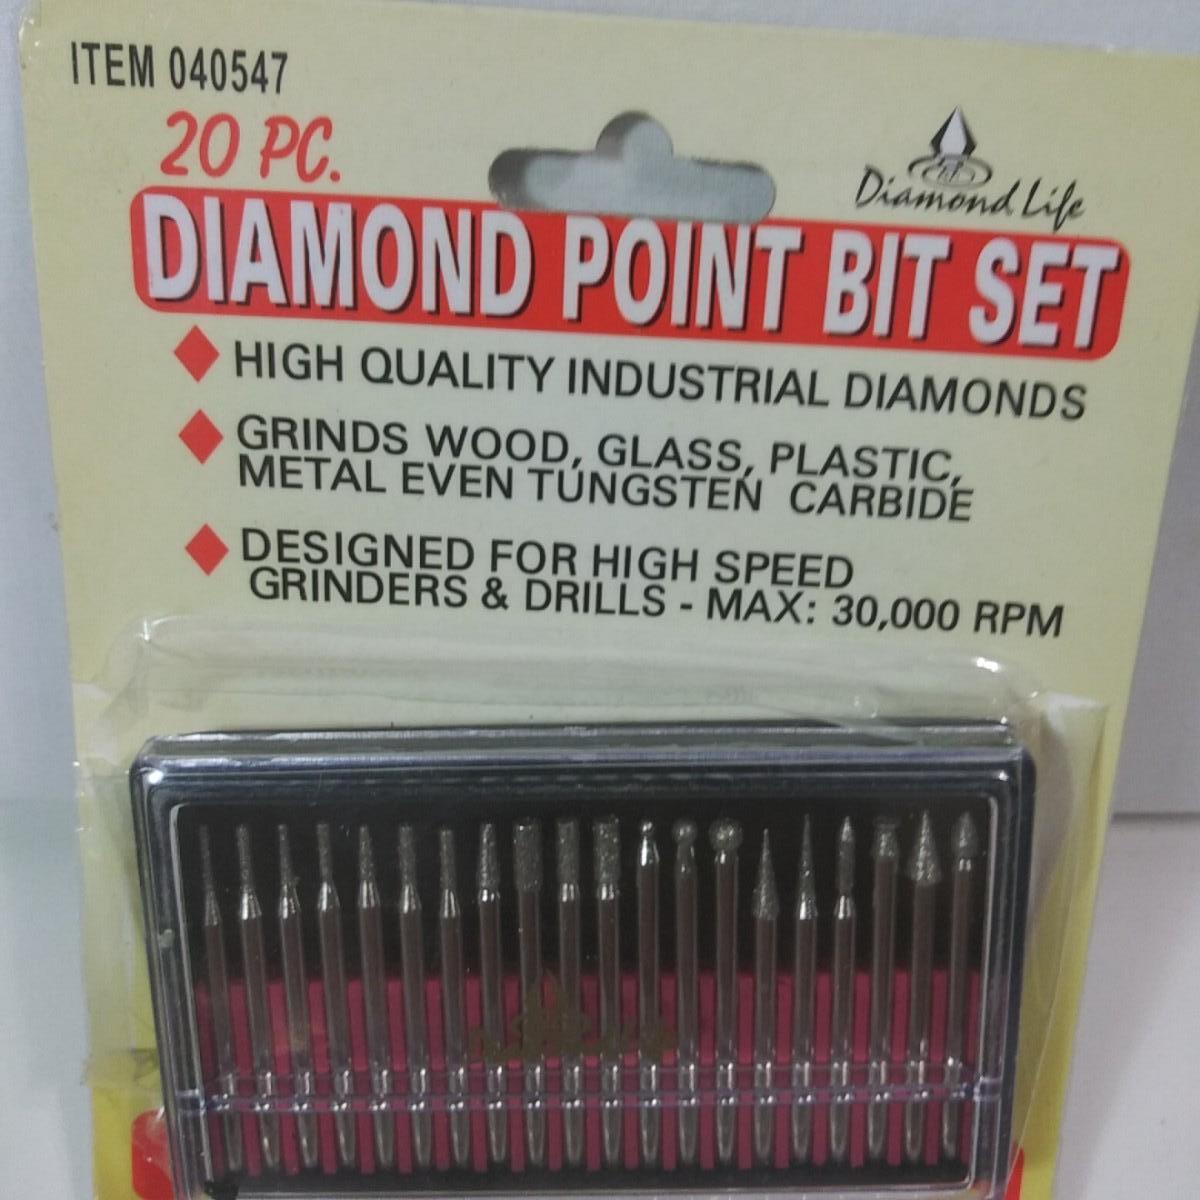 ITEM 040547
20 PC.
Diamond Life
DIAMOND POINT BIT SET
HIGH QUALITY INDUSTRIAL DIAMONDS
GRINDS WOOD, GLASS, PLASTIC,
METAL EVEN TUNGSTEN CARBIDE
DESIGNED FOR HIGH SPEED
GRINDERS & DRILLS - MAX: 30,000 RPM